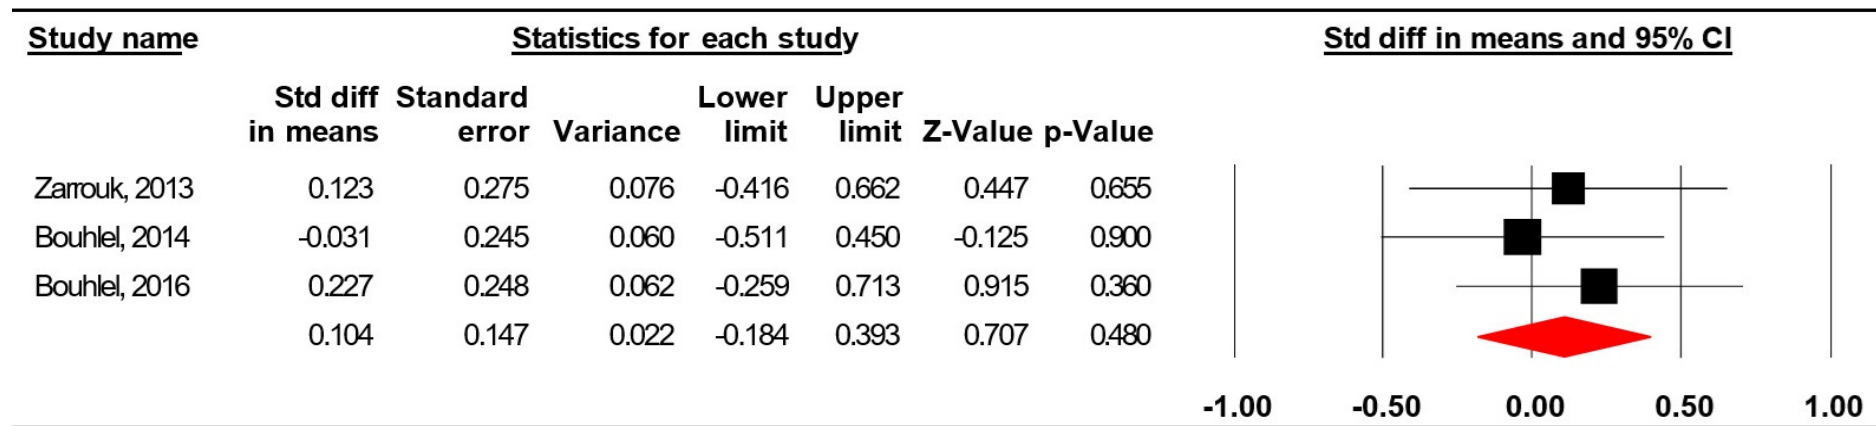 Study name Statistics for each study Std diff in means and 95% CI
Std diff Standard Lower Upper
in means error Variance limit limit Z-Value p-Value
Zarrouk, 2013 0.123 0.275 0.076 -0.416 0.662 0.447 0.655
Bouhlel, 2014 -0.031 0.245 0.060 -0.511 0.450 -0.125 0.900
Bouhlel, 2016 0.227 0.248 0.062 -0.259 0.713 0.915 0.360
0.104 0.147 0.022 -0.184 0.393 0.707 0.480
-1.00 -0.50 0.00 0.50 1.00